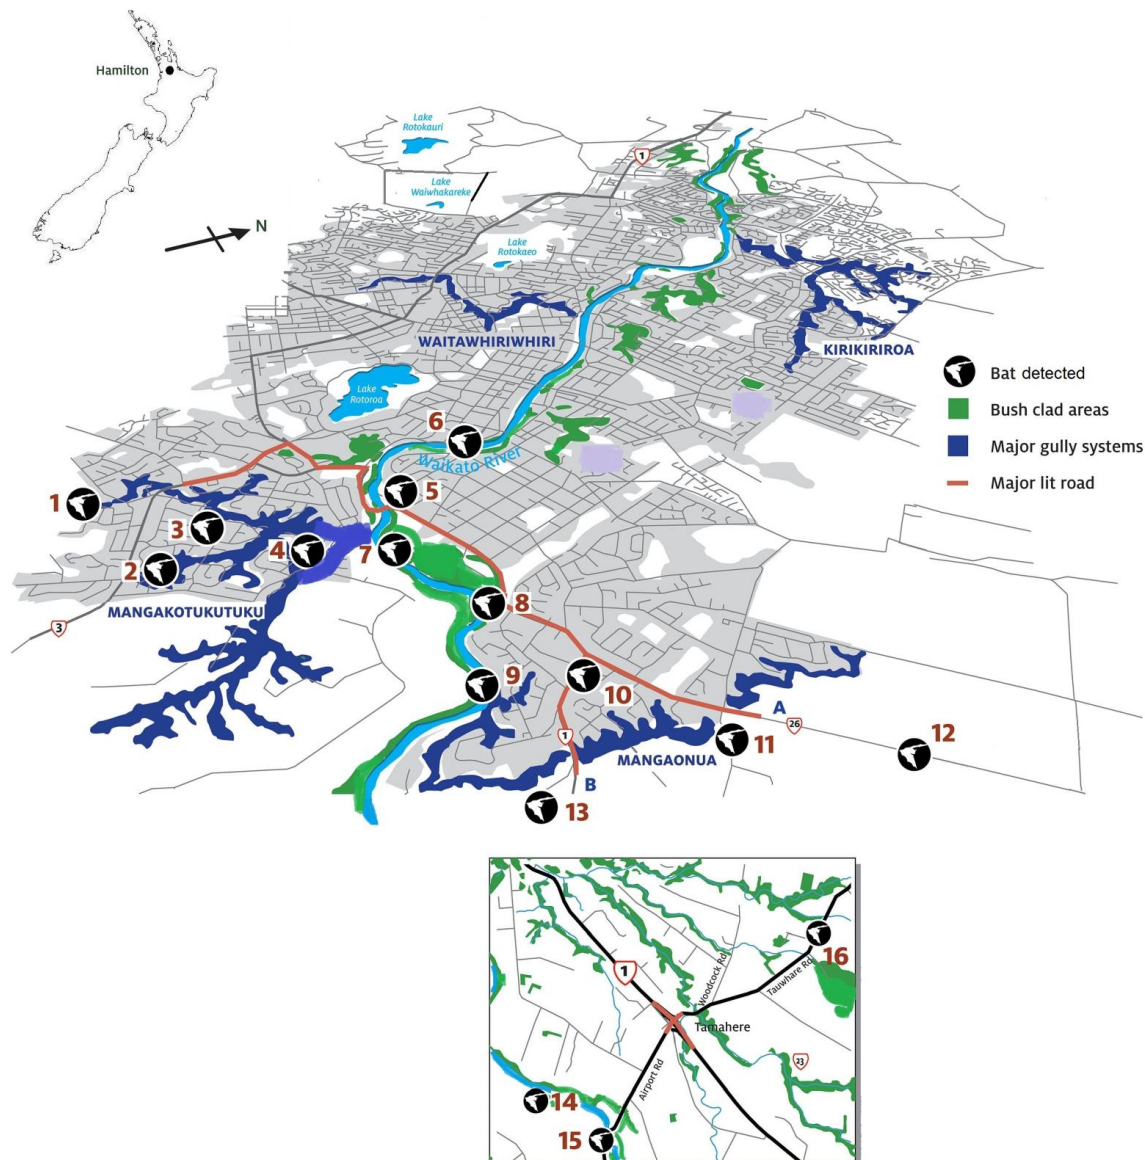 Hamilton
N
Lake
Rotokauri
Lake
Waiwhakareke
Lake
Rotokaeo
1
WAITAWHIRIWHIRI
KIRIKIRIROA
Lake
Rotoroa
Bat detected
Bush clad areas
Major gully systems
Major lit road
6
Waikato River
1
5
3
4
7
2
MANGAKOTUKUTUKU
3
8
9
10
A
26
12
11
1
MANGAONUA
B
13
16
1
Woodcock Rd
Tauwhare Rd
Tamahere
23
Airport Rd
14
15